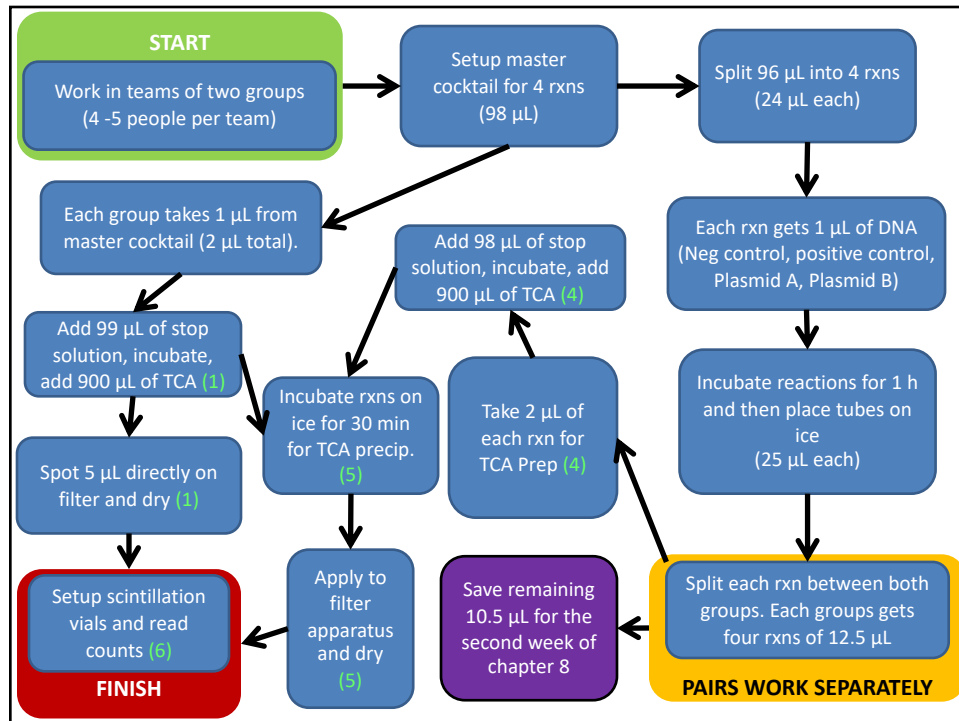 START
Work in teams of two groups
(4 -5 people per team)
Setup master
cocktail for 4 rxns
(98 µL)
Split 96 µL into 4 rxns
(24 µL each)
Each group takes 1 µL from
master cocktail (2 µL total).
Each rxn gets 1 µL of DNA
(Neg control, positive control,
Plasmid A, Plasmid B)
Add 98 µL of stop
solution, incubate, add
900 µL of TCA (4)
Add 99 µL of stop
solution, incubate,
add 900 µL of TCA (1)
Incubate rxns on
ice for 30 min
for TCA precip.
(5)
Take 2 µL of
each rxn for
TCA Prep (4)
Incubate reactions for 1 h
and then place tubes on
ice
(25 µL each)
Spot 5 µL directly on
filter and dry (1)
Setup scintillation
vials and read
counts (6)
FINISH
Apply to
filter
apparatus
and dry
(5)
Save remaining
10.5 µL for the
second week of
chapter 8
Split each rxn between both
groups. Each groups gets
four rxns of 12.5 µL
PAIRS WORK SEPARATELY